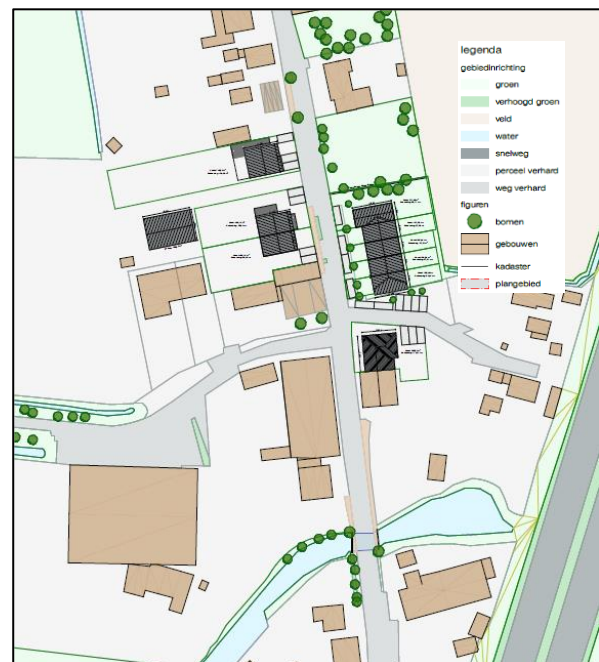 legenda
gebiedinrichting
groen
verhoogd groen
veld
water
snelweg
perceel verhard
weg verhard
figuren
bomen
gebouwen
kadaster
plangebied